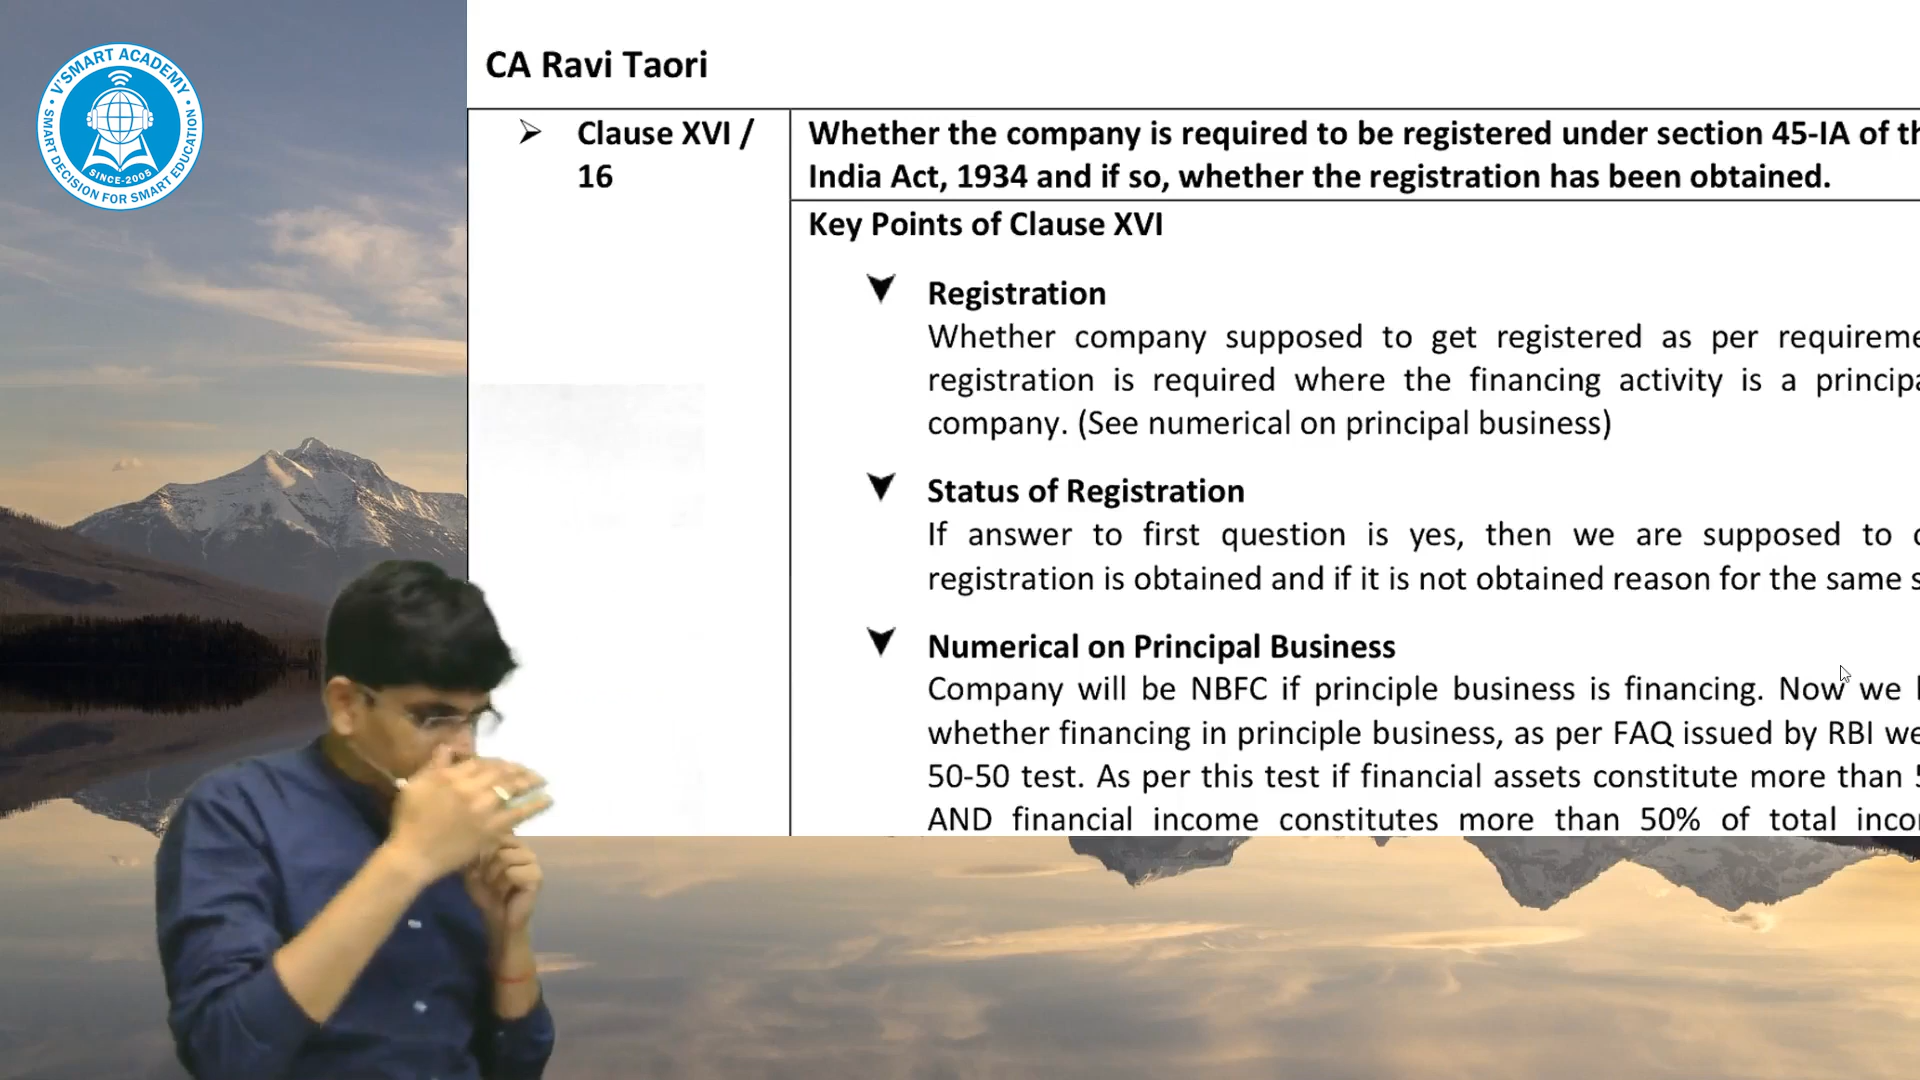 V'SMART ACADEMY
SMART DECISION FOR SMART EDUCATION
SINCE-2005
CA Ravi Taori
Clause XVI /
16
Whether the company is required to be registered under section 45-IA of
India Act, 1934 and if so, whether the registration has been obtained.
Key Points of Clause XVI
Registration
Whether company supposed to get registered as per
registration is required where the financing activity is a
company. (See numerical on principal business)
Status of Registration
If answer to first question is yes, then we are supposed to
registration is obtained and if it is not obtained reason for the same
Numerical on Principal Business
Company will be NBFC if principle business is financing. Now we
whether financing in principle business, as per FAQ issued by RBI
50-50 test. As per this test if financial assets constitute more than
AND financial income constitutes more than 50% of total